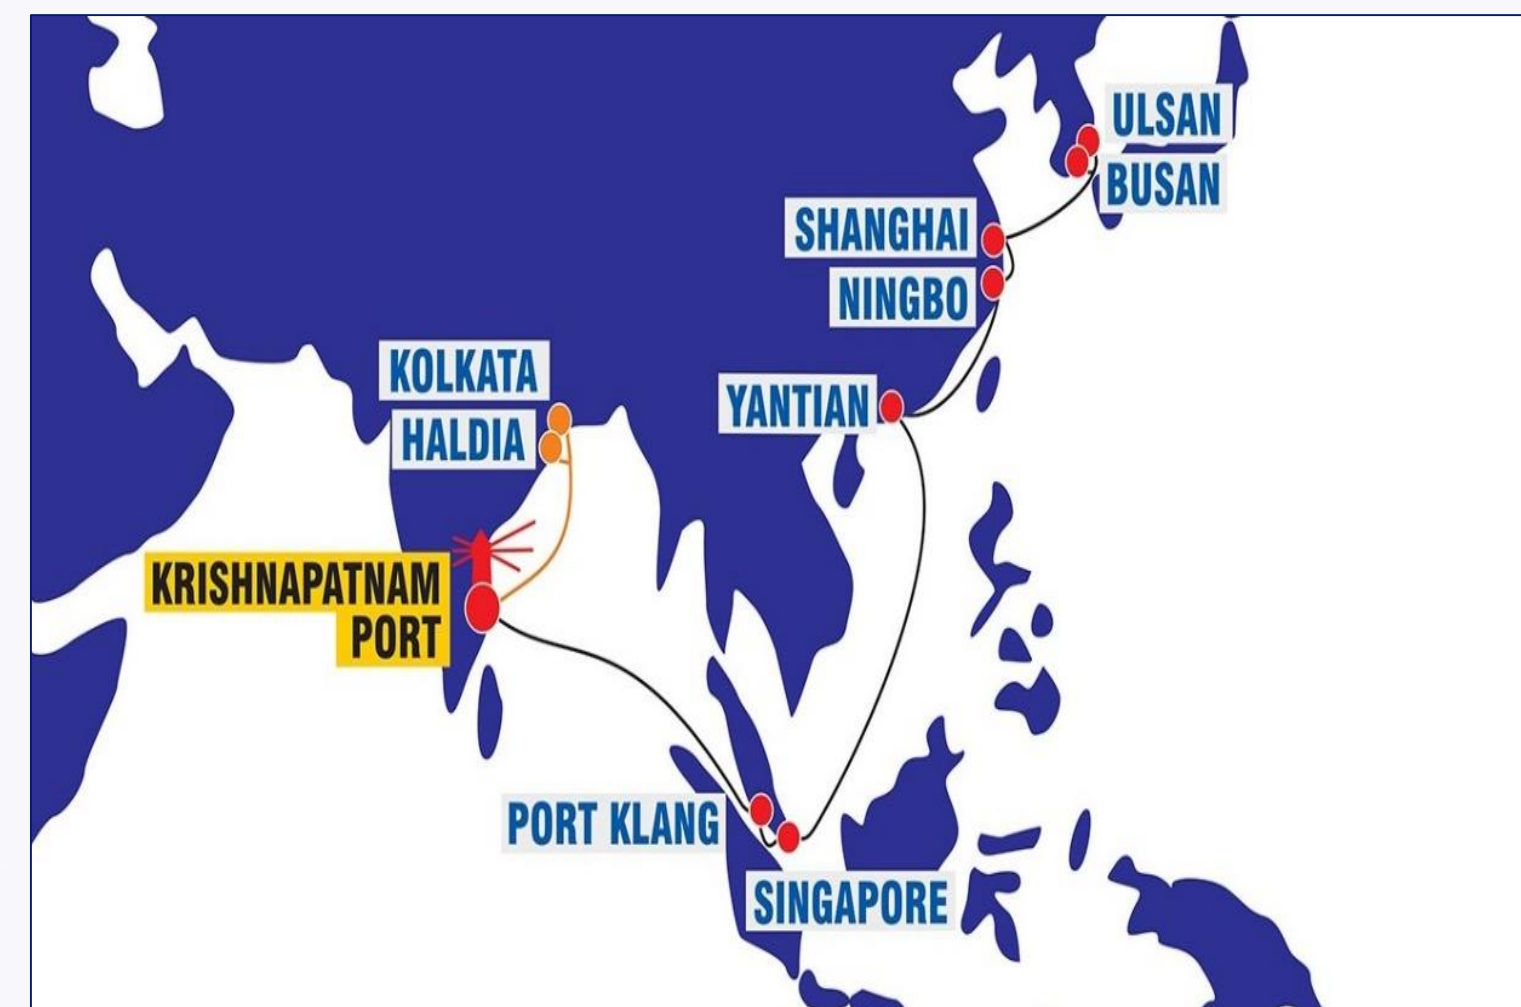 ULSAN
BUSAN
SHANGHAI
NINGBO
KOLKATA
YANTIAN
HALDIA
KRISHNAPATNAM
PORT
PORT KLANG
SINGAPORE